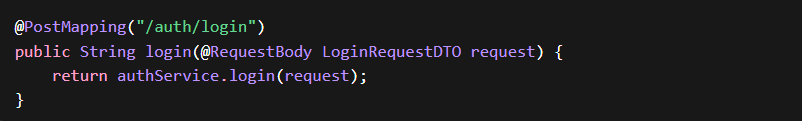 @PostMapping("/auth/login")
public String login(@RequestBody LoginRequestDTO request) {
    return authService.login(request);
}